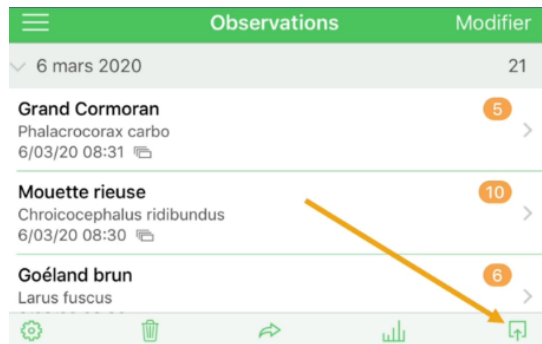 Observations
Modifier
6 mars 2020
21
Grand Cormoran
5
Phalacrocorax carbo
6/03/20 08:31
Mouette rieuse
10
Chroicocephalus ridibundus
6/03/20 08:30
Goéland brun
6
Larus fuscus